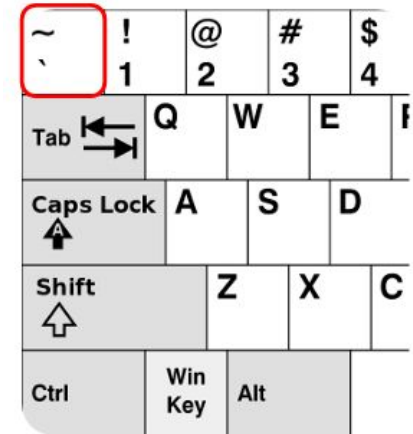 ~ ! @ # $
` 1 2 3 4
Tab Q W E
Caps Lock A S D
A
Shift Z X C
Ctrl Win Key Alt